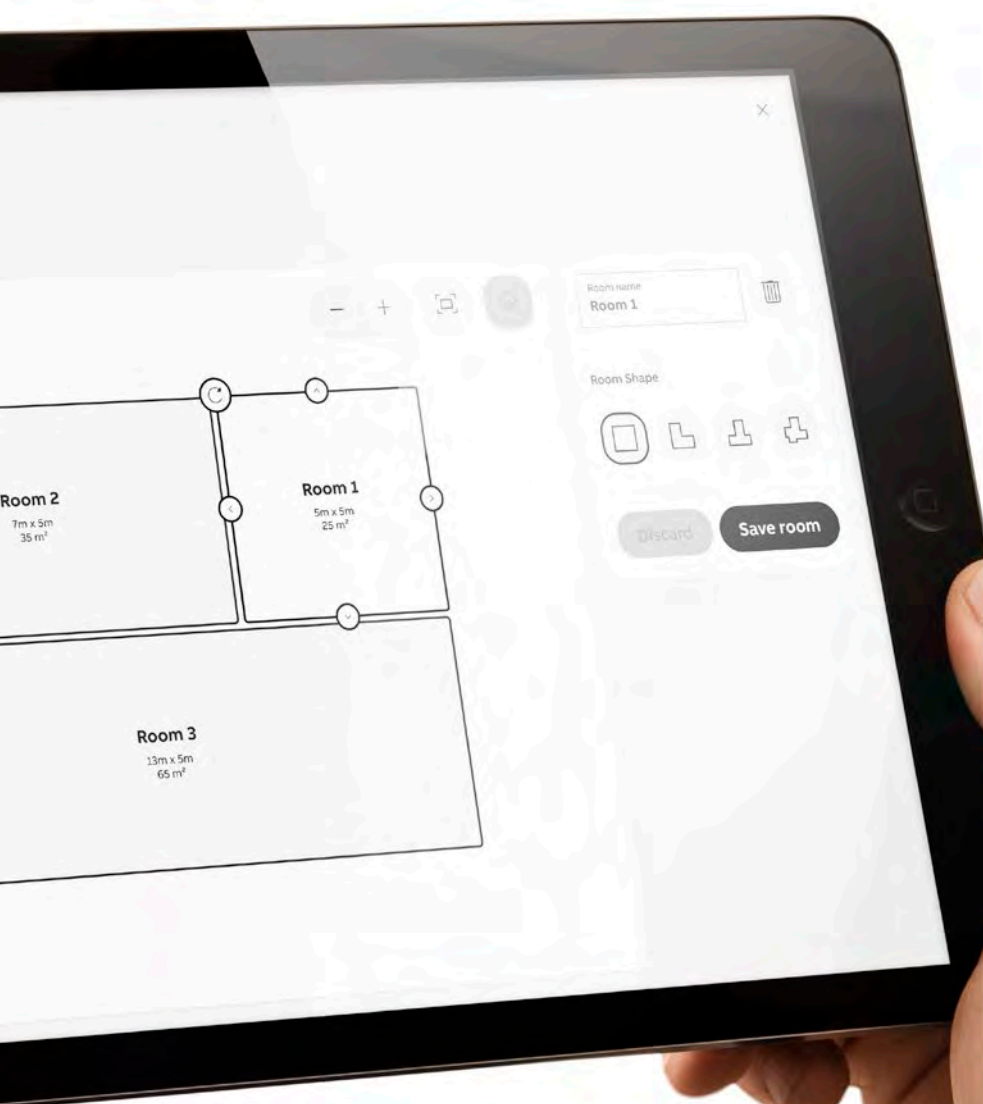 Room name
Room 1
Room Shape
Discard
Save room
Room 2
7m x 5m
35 m²
Room 1
5m x 5m
25 m²
Room 3
13m x 5m
65 m²